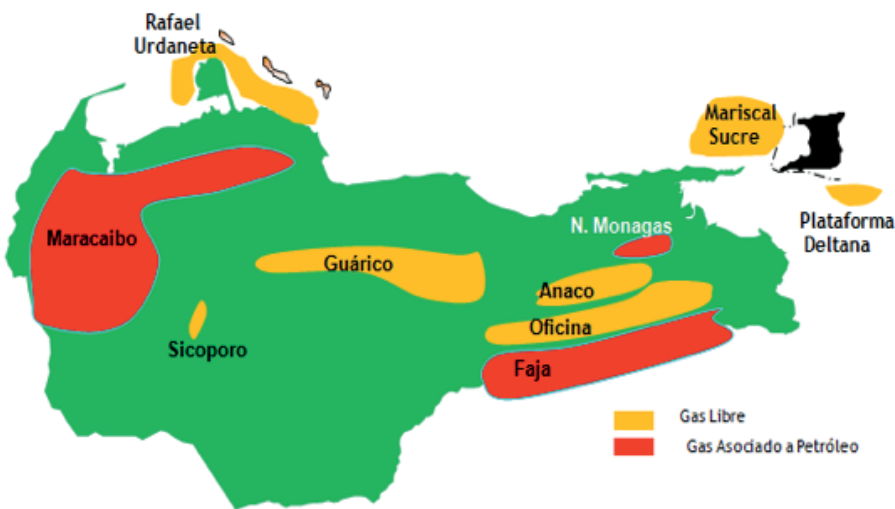 Rafael
Urdaneta
Mariscal
Sucre
Plataforma
Deltana
N. Monagas
Maracaibo
Guárico
Anaco
Oficina
Sicoporo
Faja
Gas Libre
Gas Asociado a Petróleo